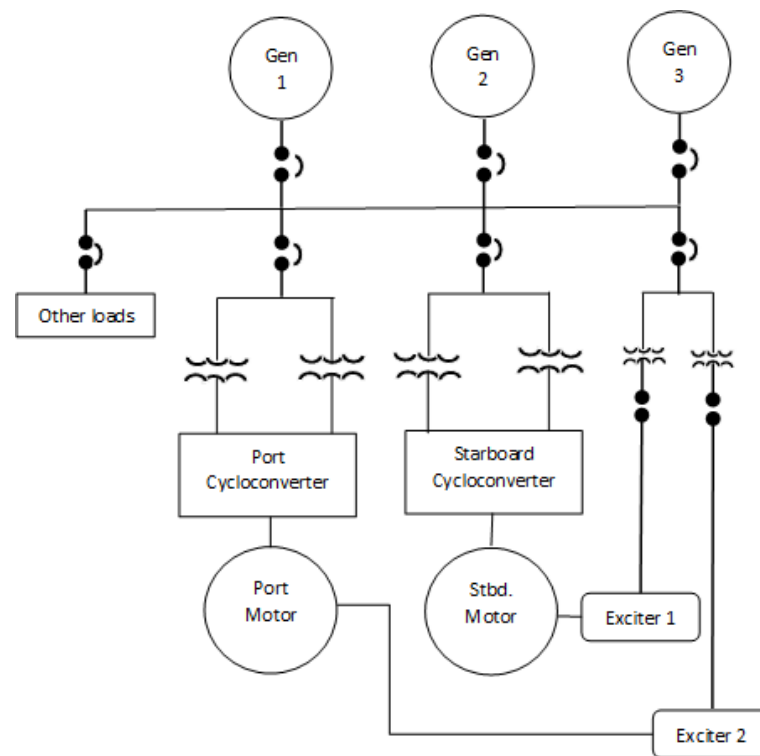 Gen
1
Gen
2
Gen
3
Other loads
Port
Cycloconverter
Starboard
Cycloconverter
Port
Motor
Stbd.
Motor
Exciter 1
Exciter 2